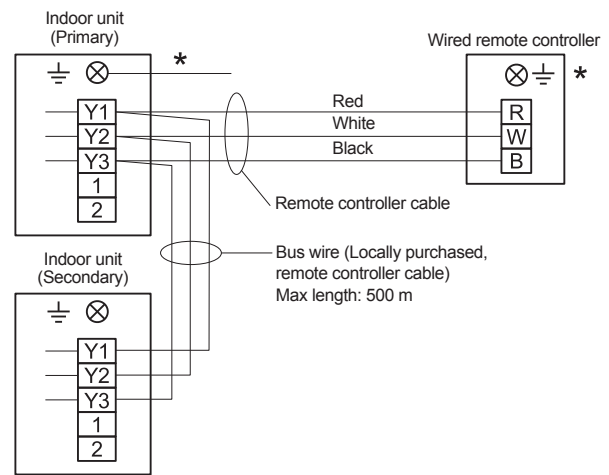 Indoor unit
(Primary)
*
Y1
Y2
Y3
1
2
Wired remote controller
*
R
W
B
Red
White
Black
Remote controller cable
Bus wire (Locally purchased,
remote controller cable)
Max length: 500 m
Indoor unit
(Secondary)
Y1
Y2
Y3
1
2